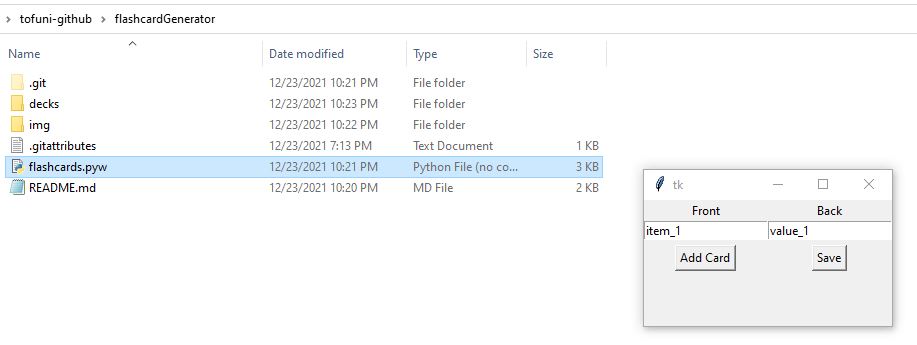 tofuni-github > flashcardGenerator
Name Date modified Type Size
.git 12/23/2021 10:21 PM File folder
decks 12/23/2021 10:23 PM File folder
img 12/23/2021 10:22 PM File folder
.gitattributes 12/23/2021 7:13 PM Text Document 1 KB
flashcards.pyw 12/23/2021 10:21 PM Python File (no co... 3 KB
README.md 12/23/2021 10:20 PM MD File 2 KB
tk
Front Back
item_1 value_1
Add Card Save